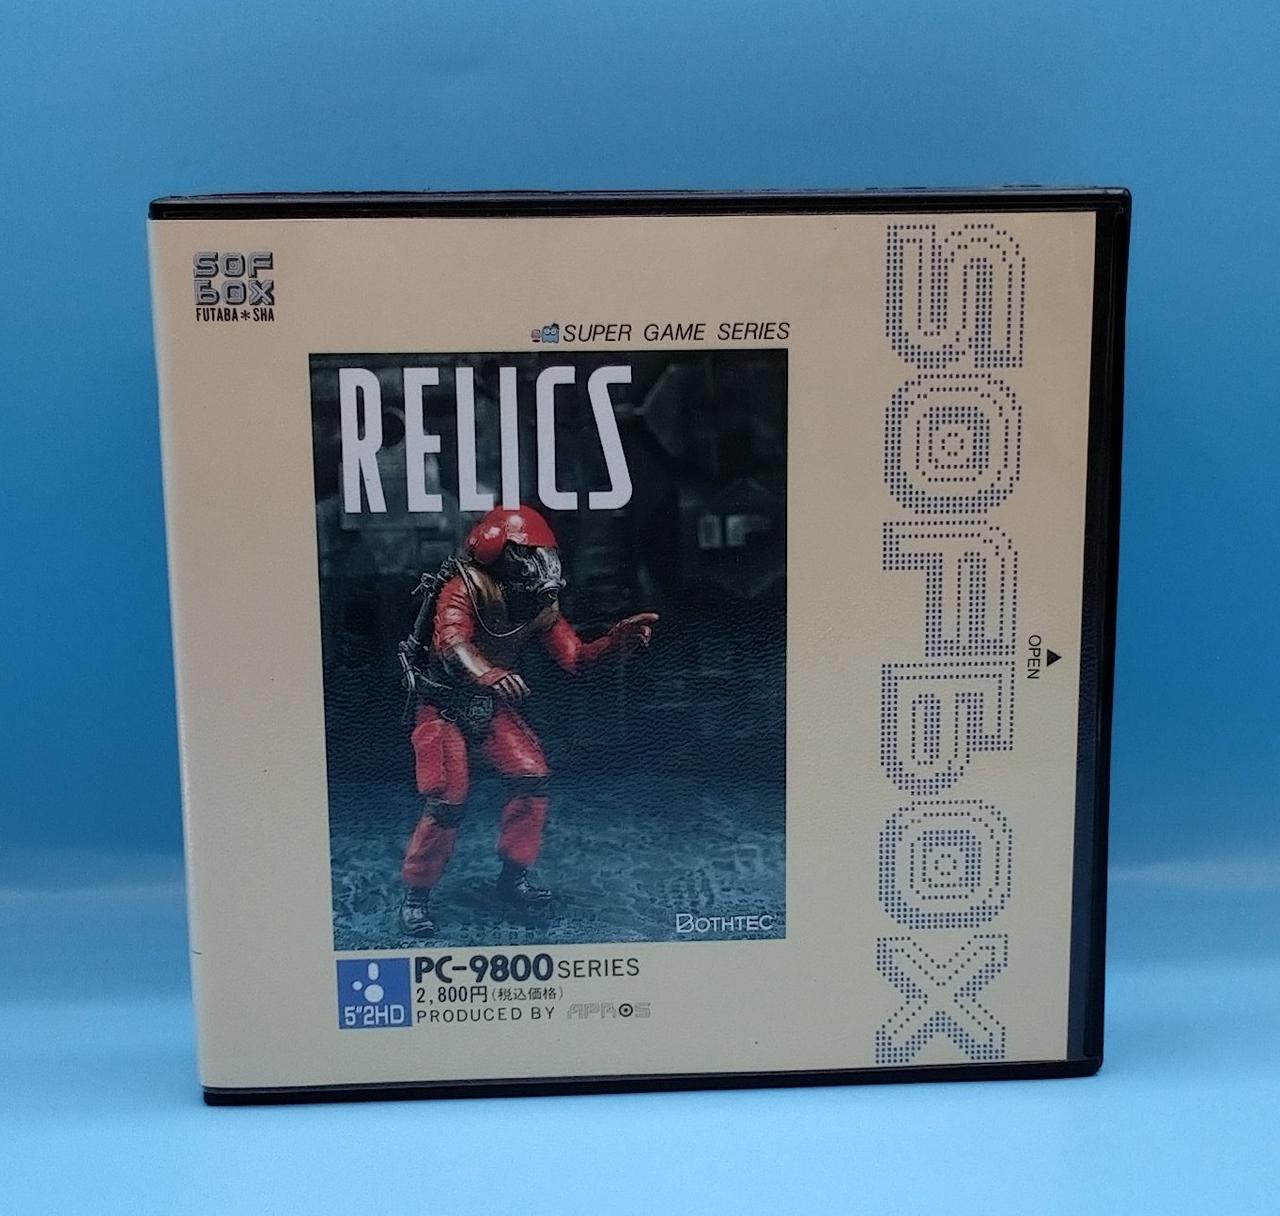 SOF
BOX
FUTABA*SHA
SUPER GAME SERIES
RELICS
BOTHTEC
5"2HD
PC-9800 SERIES
2,800円(税込価格)
PRODUCED BY APROS
SOFBOX
▲
OPEN